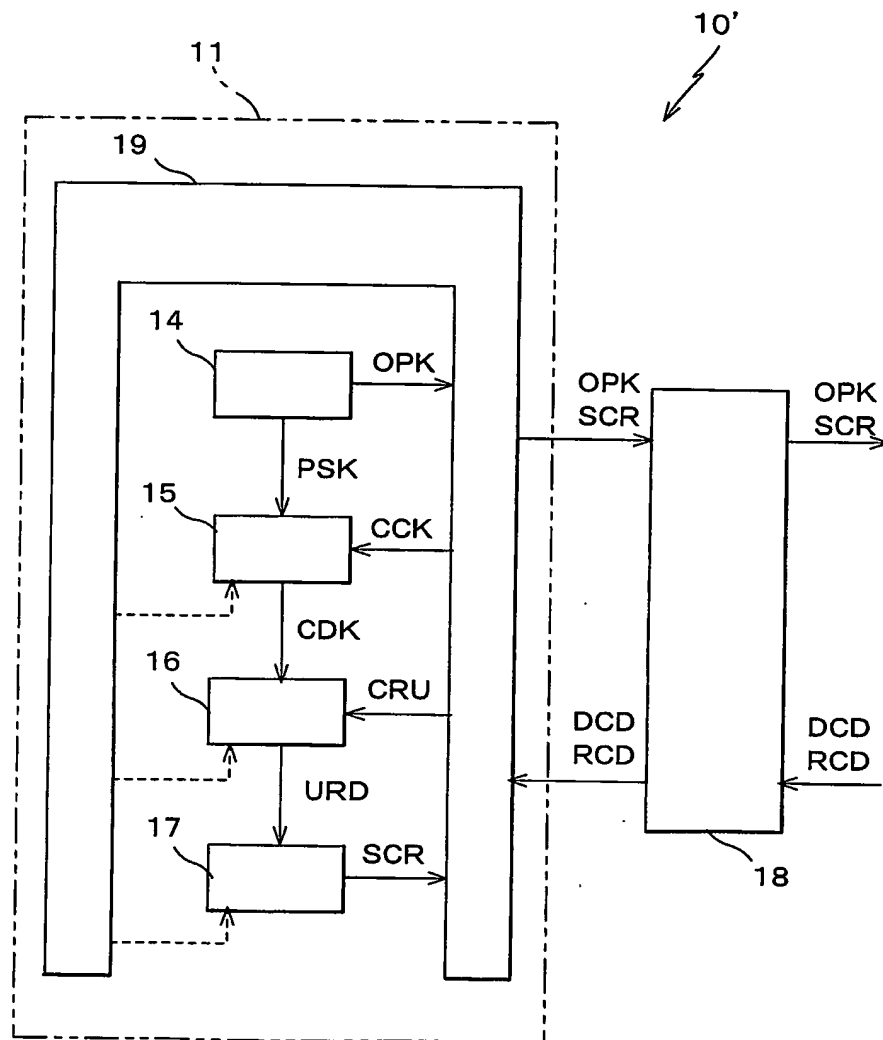 10'
11
19
14
OPK
OPK
SCR
OPK
SCR
PSK
15
CCK
CDK
16
CRU
DCD
RCD
DCD
RCD
URD
17
SCR
18